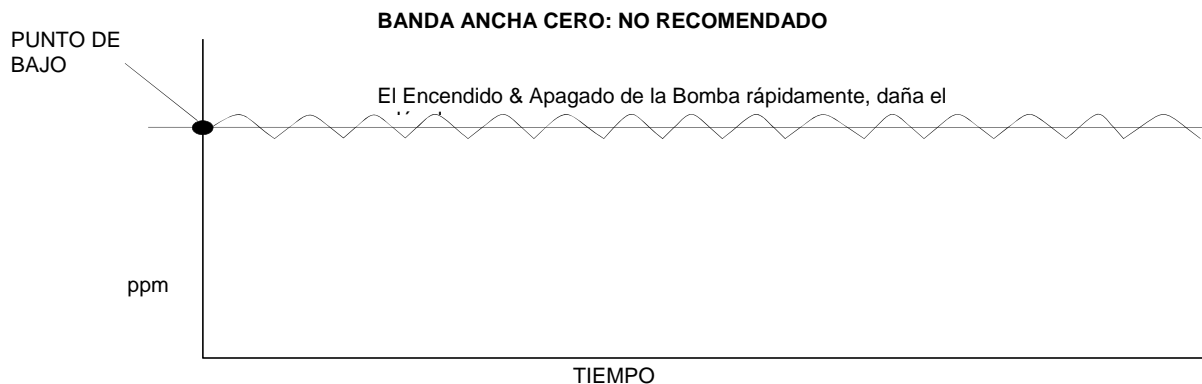 BANDA ANCHA CERO: NO RECOMENDADO
PUNTO DE
BAJO
El Encendido & Apagado de la Bomba rápidamente, daña el
ppm
TIEMPO